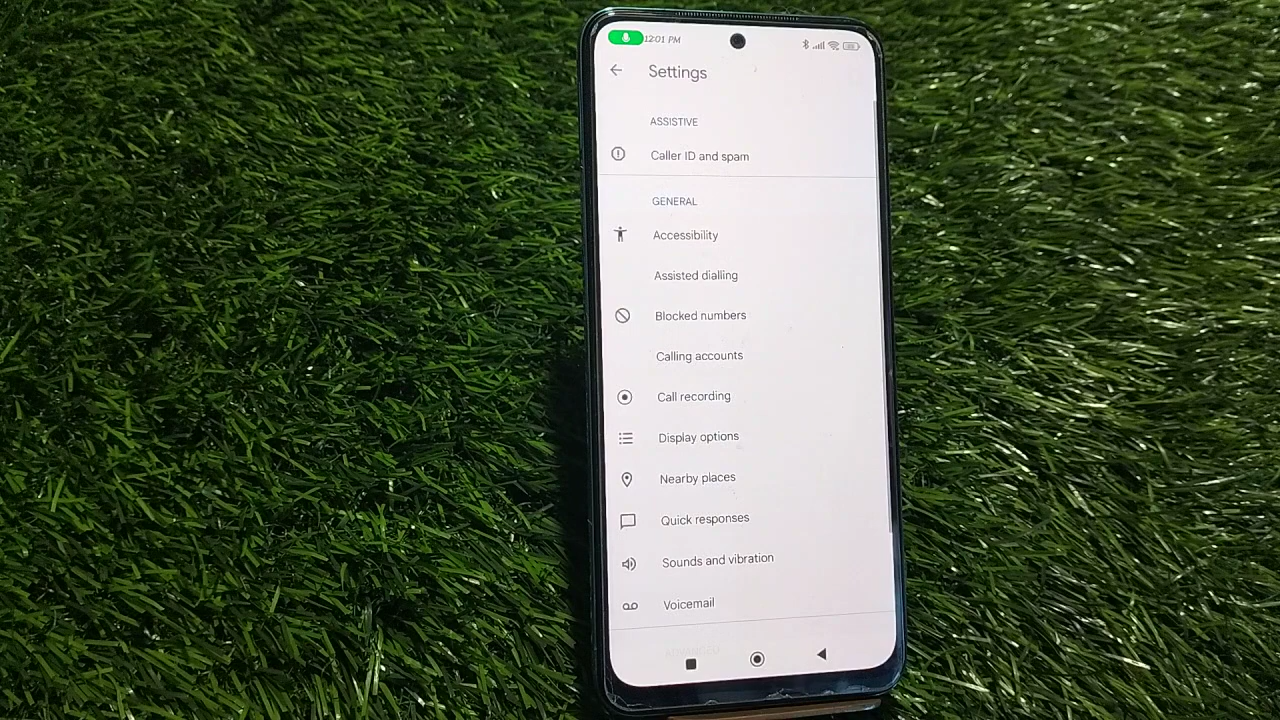 12:01 PM
Settings
ASSISTIVE
Caller ID and spam
GENERAL
Accessibility
Assisted dialling
Blocked numbers
Calling accounts
Call recording
Display options
Nearby places
Quick responses
Sounds and vibration
Voicemail
ADVANCED